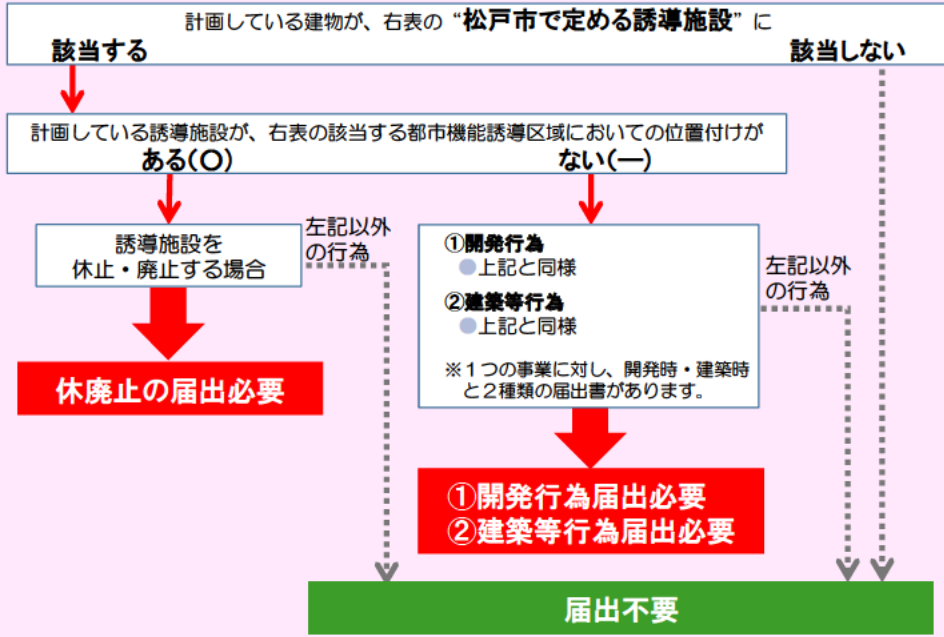 計画している建物が、右表の“松戸市で定める誘導施設”に
該当する
該当しない
計画している誘導施設が、右表の該当する都市機能誘導区域においての位置付けが
ある(〇)
ない(―)
誘導施設を
休止・廃止する場合
左記以外
の行為
①開発行為
●上記と同様
②建築等行為
●上記と同様
※1つの事業に対し、開発時・建築時
と2種類の届出書があります。
左記以外
の行為
休廃止の届出必要
①開発行為届出必要
②建築等行為届出必要
届出不要